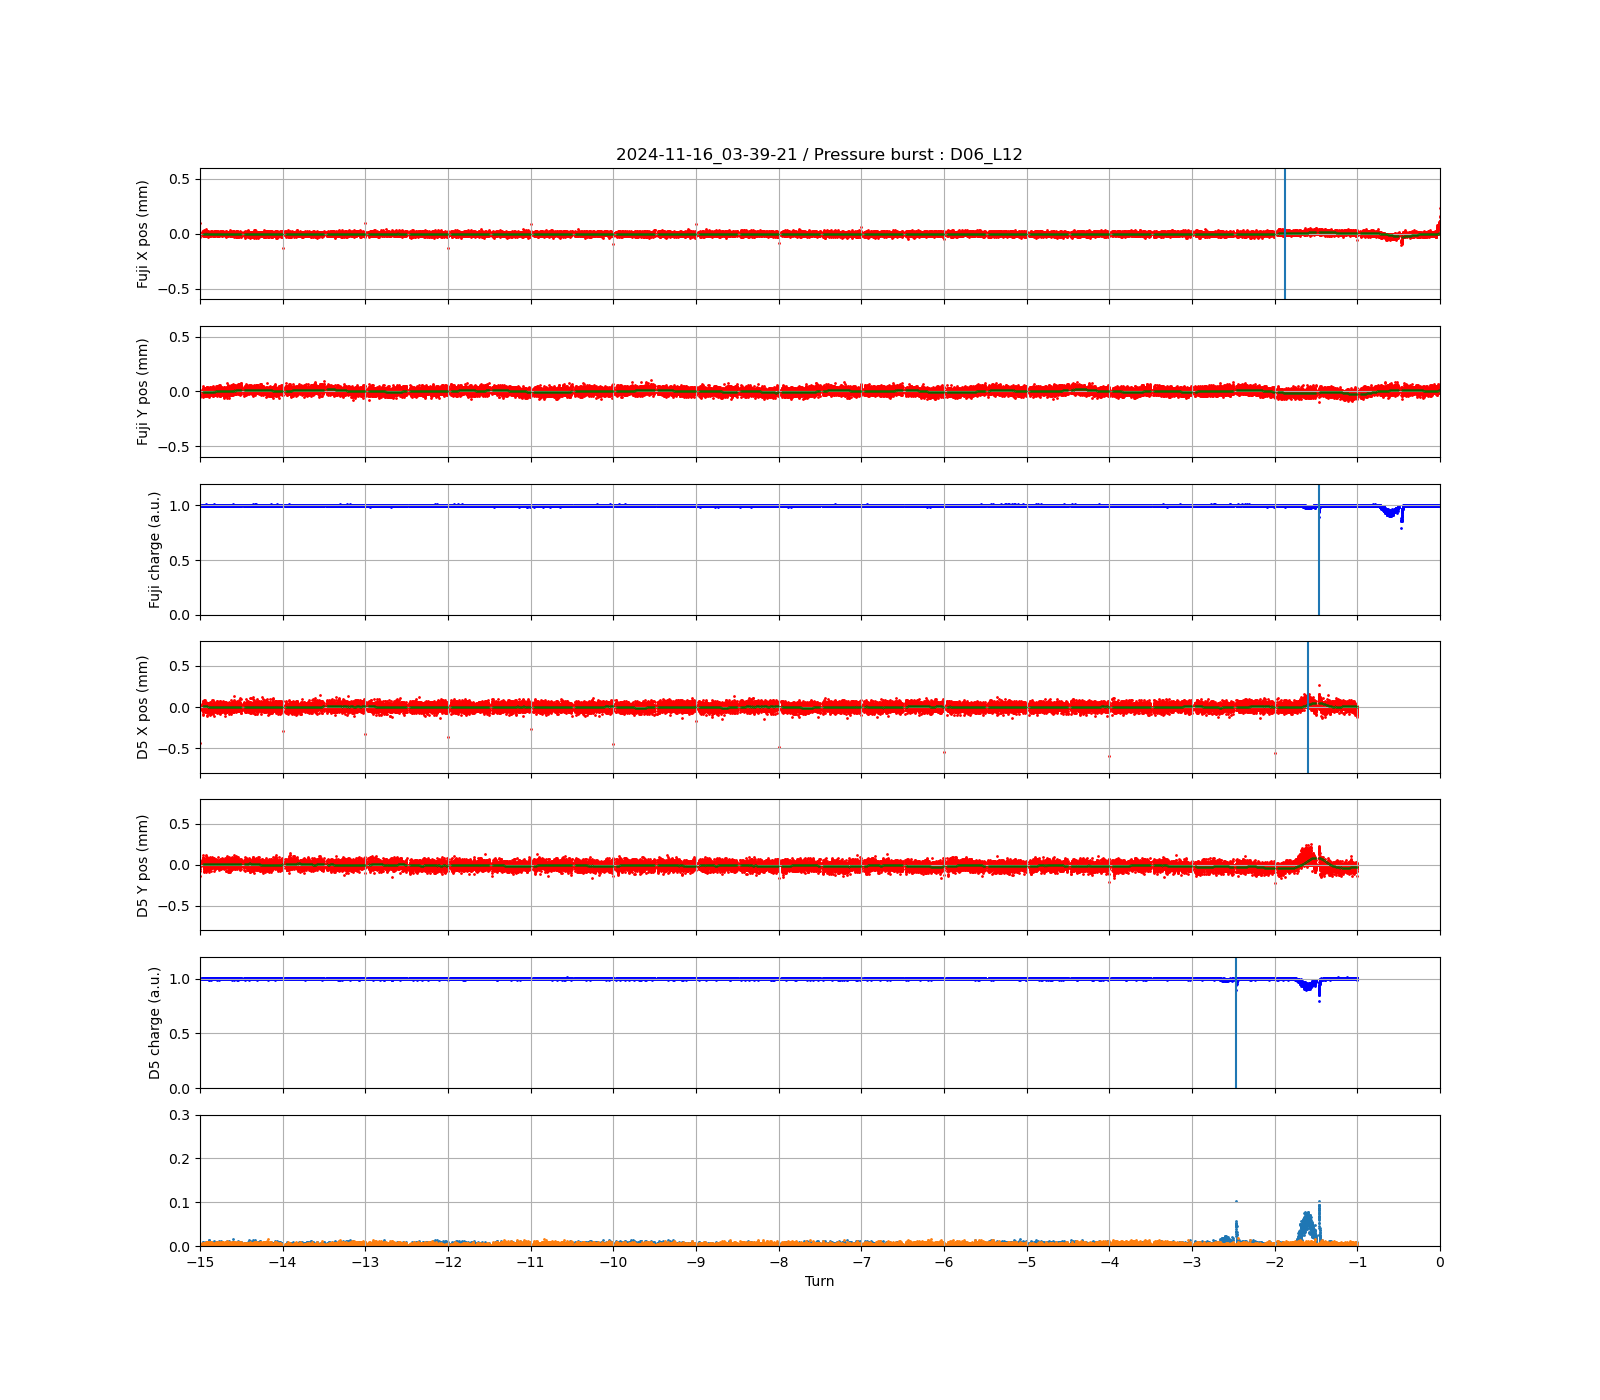 2024-11-16_03-39-21 / Pressure burst : D06_L12
Fuji X pos (mm)
0.5
0.0
−0.5
Fuji Y pos (mm)
0.5
0.0
−0.5
Fuji charge (a.u.)
1.0
0.5
0.0
D5 X pos (mm)
0.5
0.0
−0.5
D5 Y pos (mm)
0.5
0.0
−0.5
D5 charge (a.u.)
1.0
0.5
0.0
0.3
0.2
0.1
0.0
−15 −14 −13 −12 −11 −10 −9 −8 −7 −6 −5 −4 −3 −2 −1 0
Turn